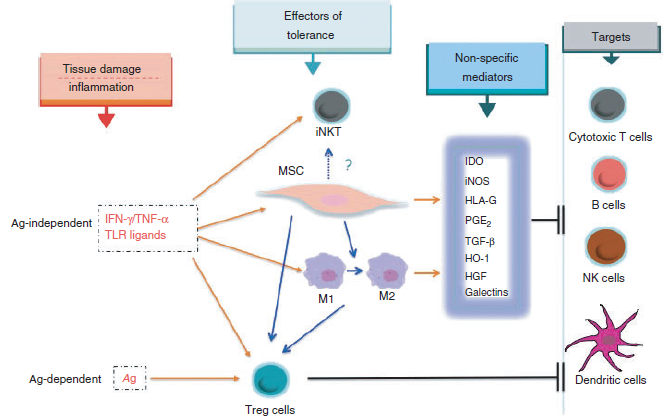 Effectors of
tolerance
Targets
Tissue damage
inflammation
Non-specific
mediators
iNKT
Cytotoxic T cells
MSC
?
IDO
iNOS
HLA-G
PGE₂
TGF-β
HO-1
HGF
Galectins
B cells
Ag-independent
IFN-γ/TNF-α
TLR ligands
NK cells
M1
M2
Ag-dependent
Ag
Dendritic cells
Treg cells